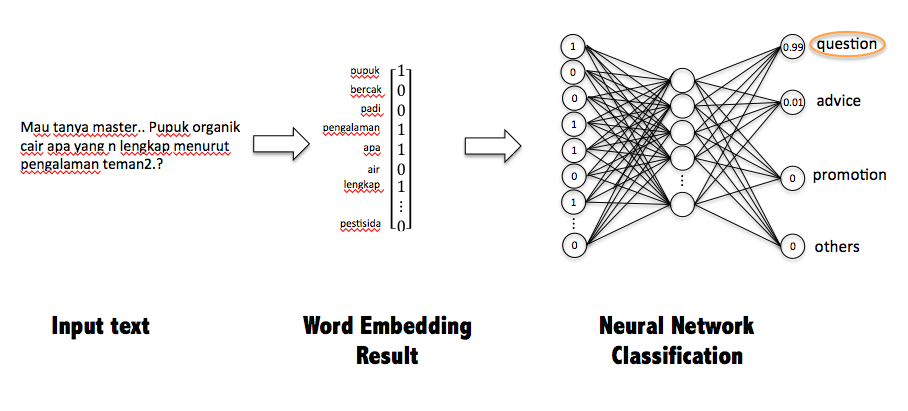 Mau tanya master.. Pupuk organik
cair apa yang n lengkap menurut
pengalaman teman2.?
pupuk 1
bercak 0
padi 0
pengalaman 1
apa 1
air 0
lengkap 1
⋮
pestisida 0
1
0
0
1
1
0
1
⋮
0
⋮
0.99 question
0.01 advice
0 promotion
0 others
Input text
Word Embedding
Result
Neural Network
Classification